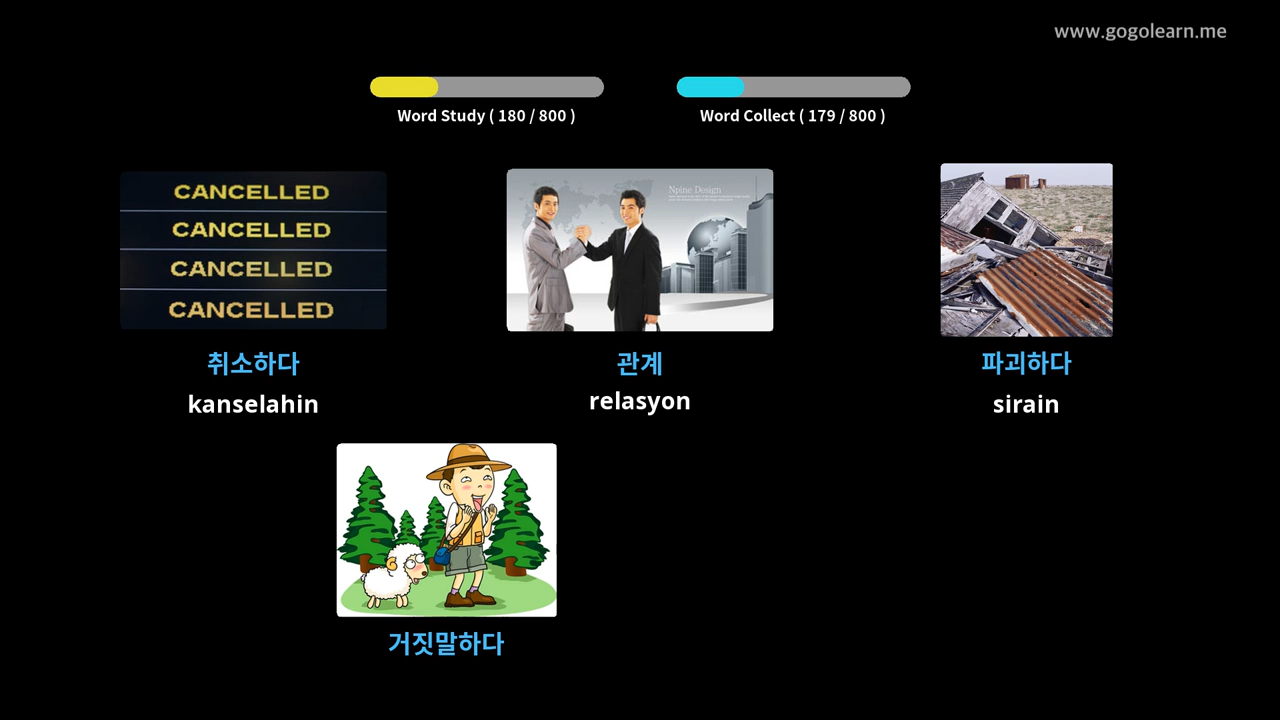 www.gogolearn.me
Word Study ( 180 / 800 )
Word Collect ( 179 / 800 )
CANCELLED
CANCELLED
CANCELLED
CANCELLED
Npine Design
취소하다
관계
파괴하다
kanselahin
relasyon
sirain
거짓말하다